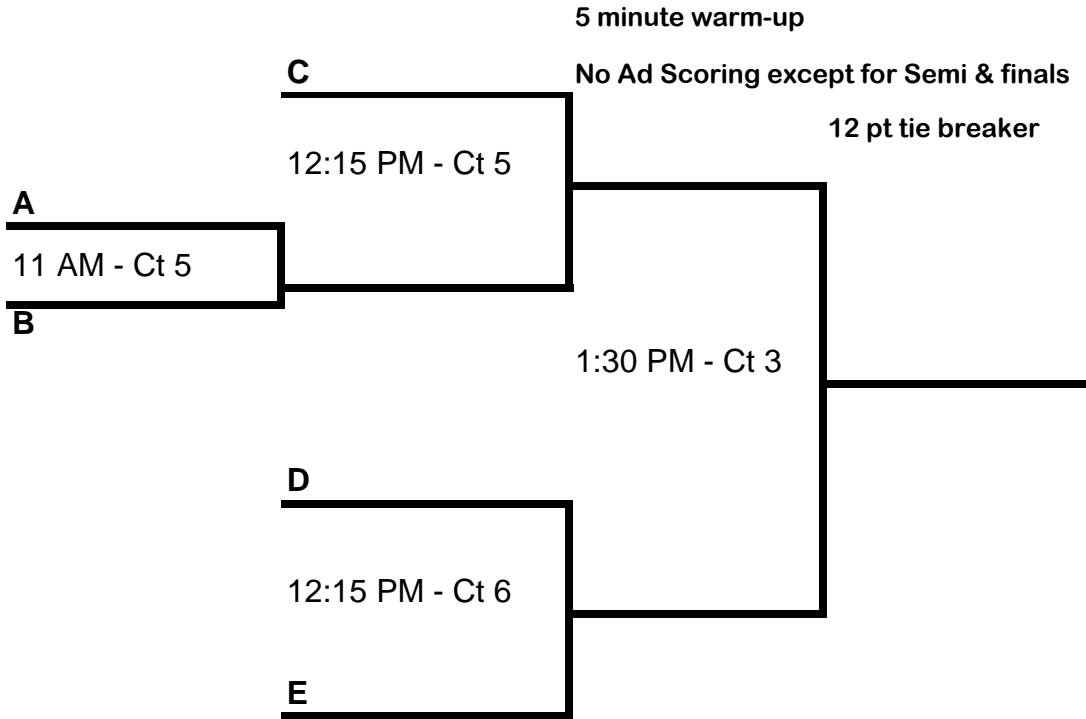 5 minute warm-up
C
No Ad Scoring except for Semi & finals
12 pt tie breaker
12:15 PM - Ct 5
A
11 AM - Ct 5
B
1:30 PM - Ct 3
D
12:15 PM - Ct 6
E